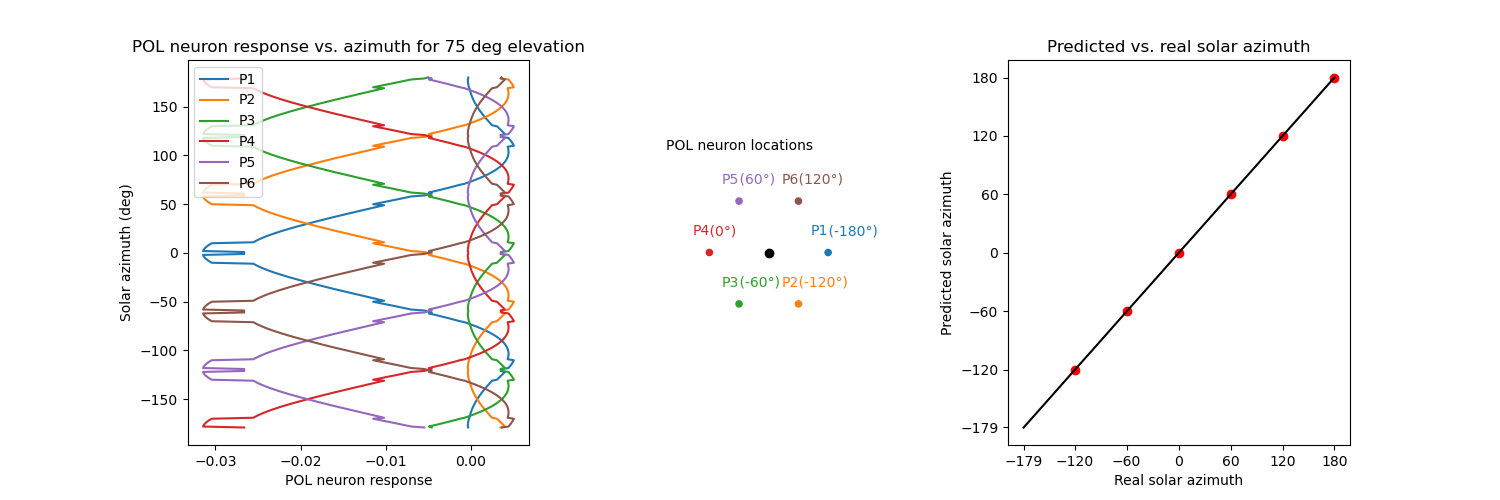 POL neuron response vs. azimuth for 75 deg elevation
P1
P2
P3
P4
P5
P6
150
100
50
0
−50
−100
−150
Solar azimuth (deg)
−0.03 −0.02 −0.01 0.00
POL neuron response
POL neuron locations
P5(60°) P6(120°)
P4(0°) P1(-180°)
P3(-60°) P2(-120°)
Predicted vs. real solar azimuth
180
120
60
0
−60
−120
−179
Predicted solar azimuth
−179 −120 −60 0 60 120 180
Real solar azimuth